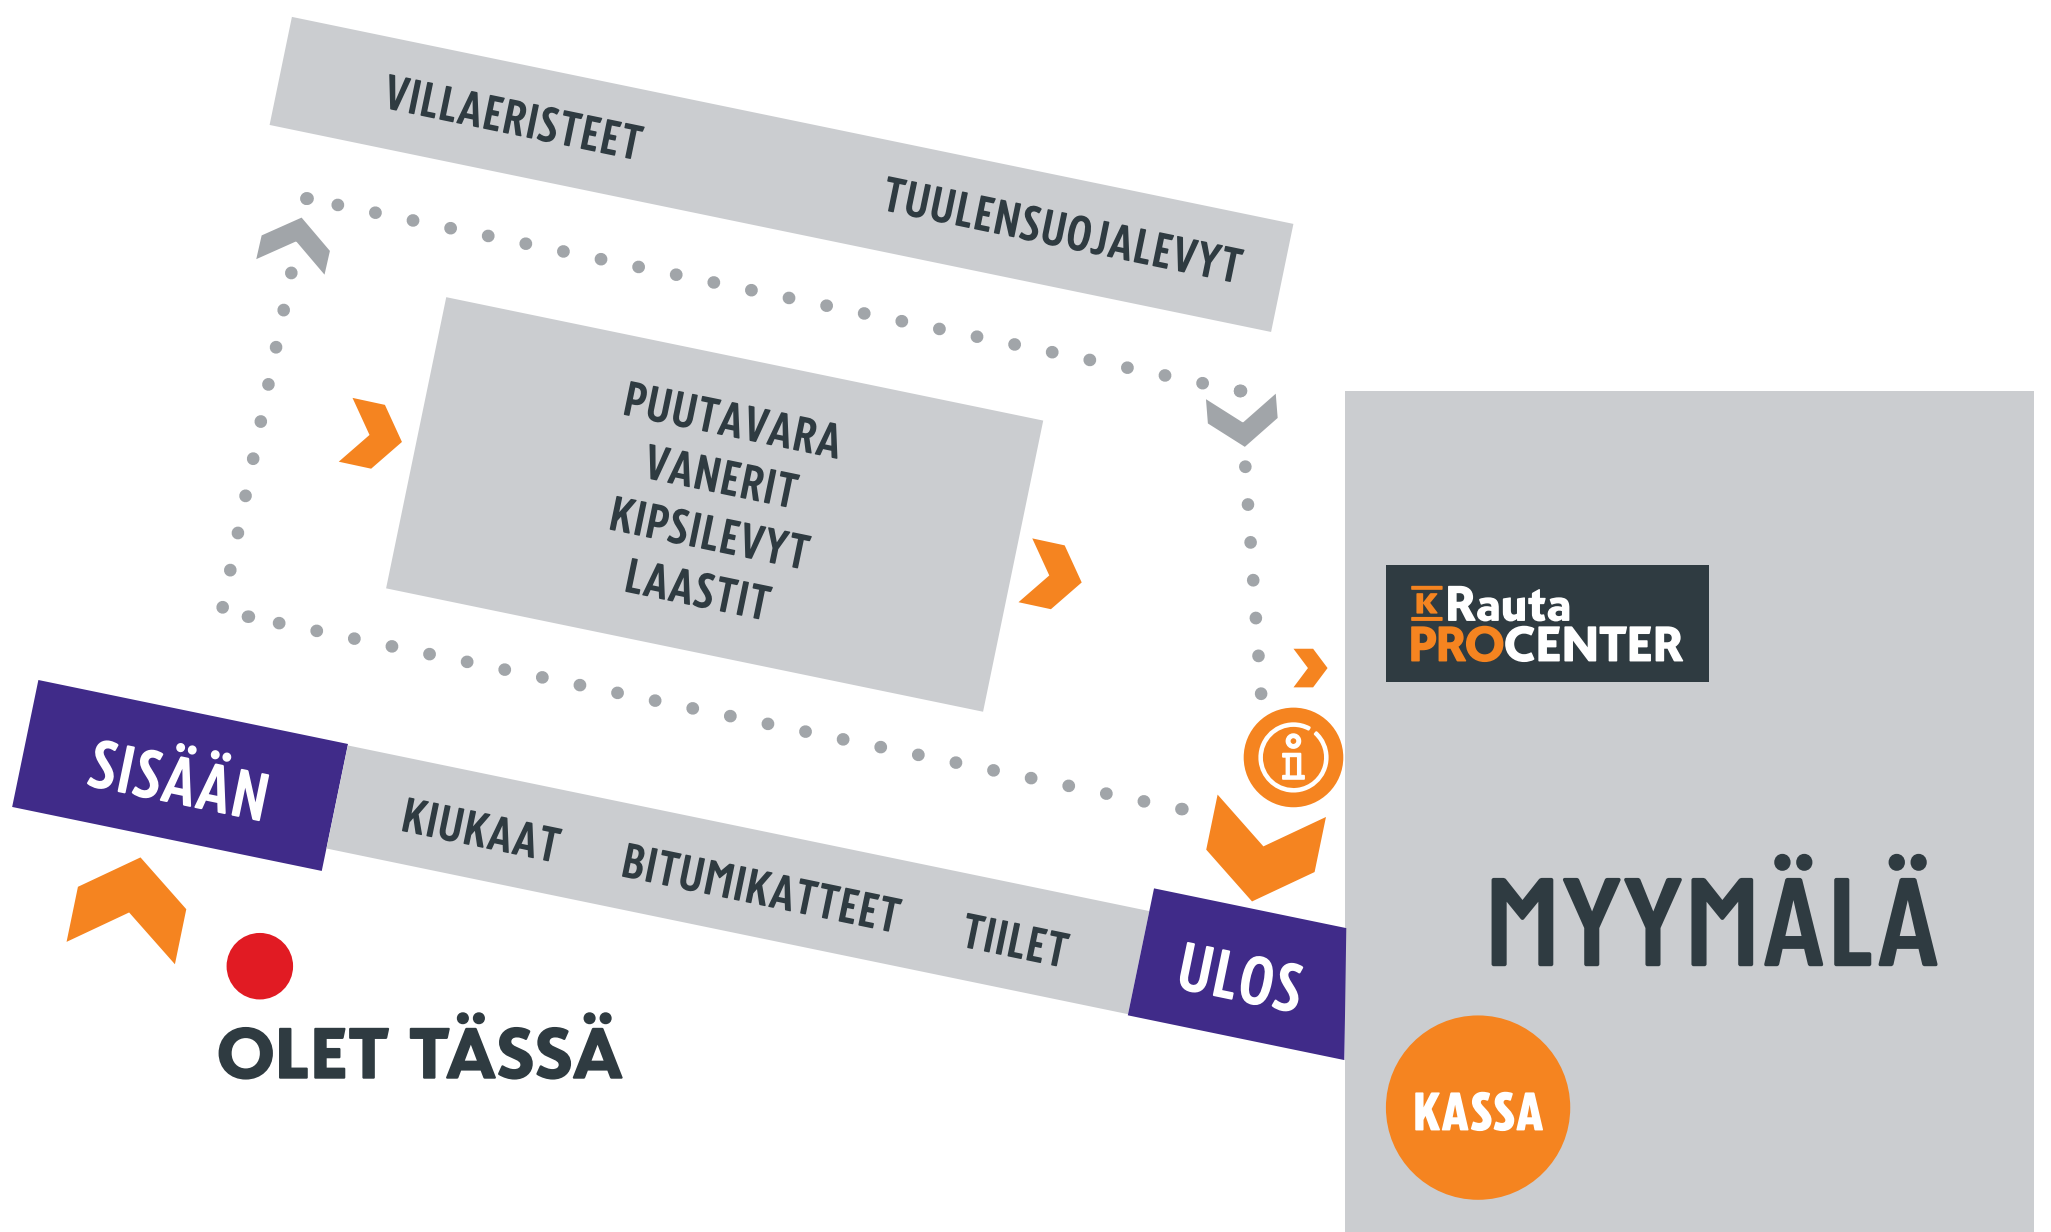 VILLAERISTEET
TUULENSUOJALEVYT
PUUTAVARA
VANERIT
KIPSILEVYT
LAASTIT
K Rauta
PROCENTER
i
SISÄÄN
KIUKAAT
BITUMIKATTEET
TIILET
ULOS
MYYMÄLÄ
OLET TÄSSÄ
KASSA